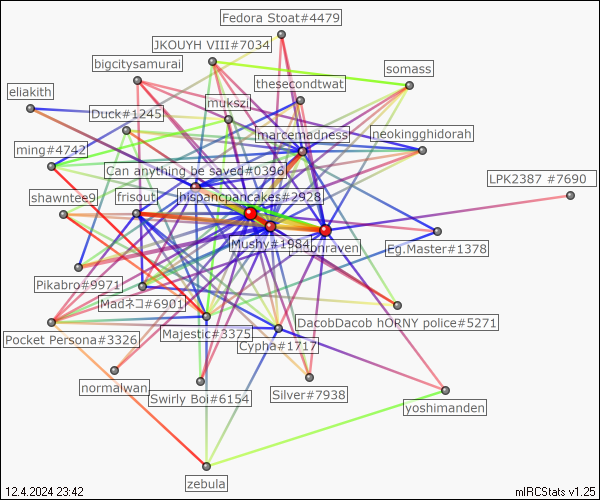 Fedora Stoat#4479
JKOUYH VIII#7034
bigcitysamurai
somass
thesecondtwat
eliakith
mukszi
Duck#1245
marcemadness
neokingghidorah
ming#4742
Can anything be saved#0396
LPK2387 #7690
shawntee9
frisout
hispancpancakes#2928
Mushy#1984
Eg.Master#1378
Pikabro#9971
Madネコ#6901
DacobDacob hORNY police#5271
Pocket Persona#3326
Majestic#3375
Cypha#1717
normalwan
Swirly Boi#6154
Silver#7938
yoshimanden
zebula
12.4.2024 23:42
mIRCStats v1.25